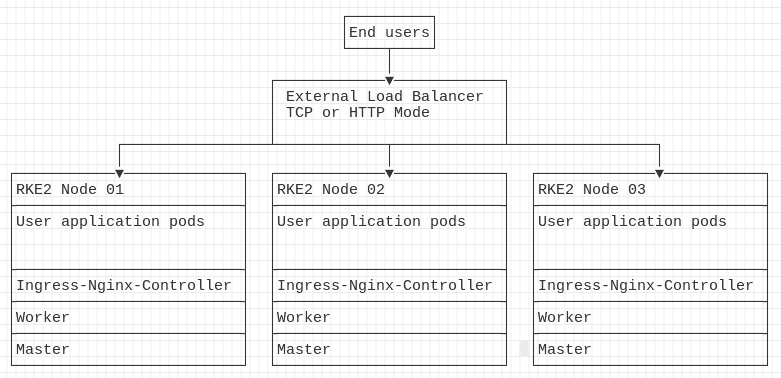 End users
External Load Balancer
TCP or HTTP Mode
RKE2 Node 01
User application pods
Ingress-Nginx-Controller
Worker
Master
RKE2 Node 02
User application pods
Ingress-Nginx-Controller
Worker
Master
RKE2 Node 03
User application pods
Ingress-Nginx-Controller
Worker
Master